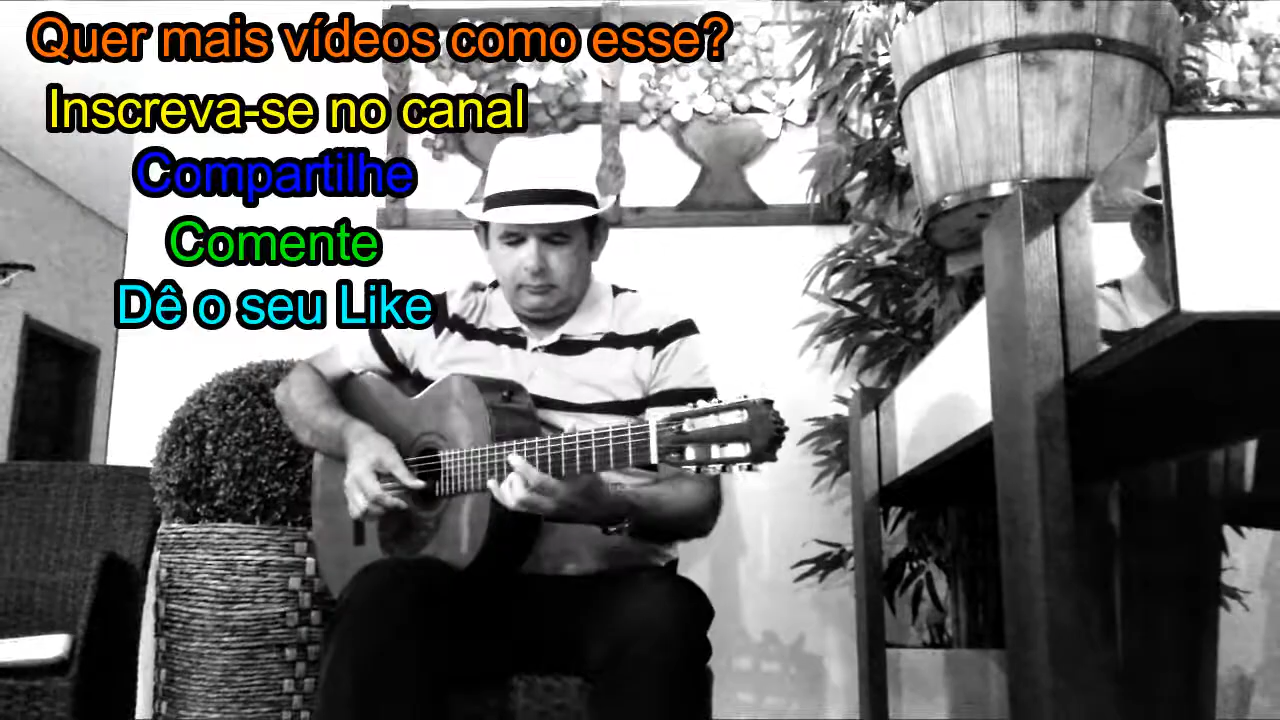 Quer mais vídeos como esse?
Inscreva-se no canal
Compartilhe
Comente
Dê o seu Like